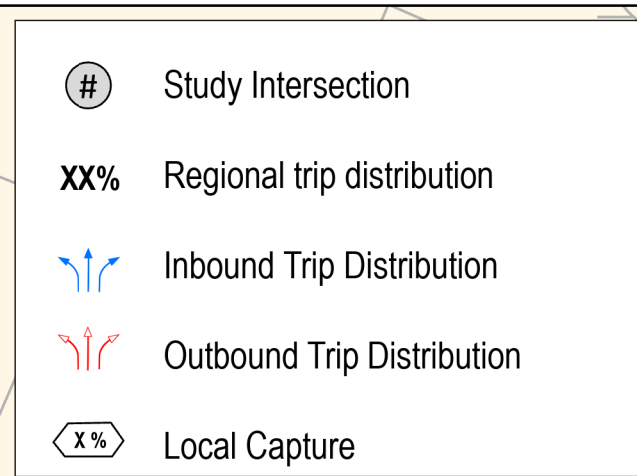 # Study Intersection
XX% Regional trip distribution
Inbound Trip Distribution
Outbound Trip Distribution
X % Local Capture